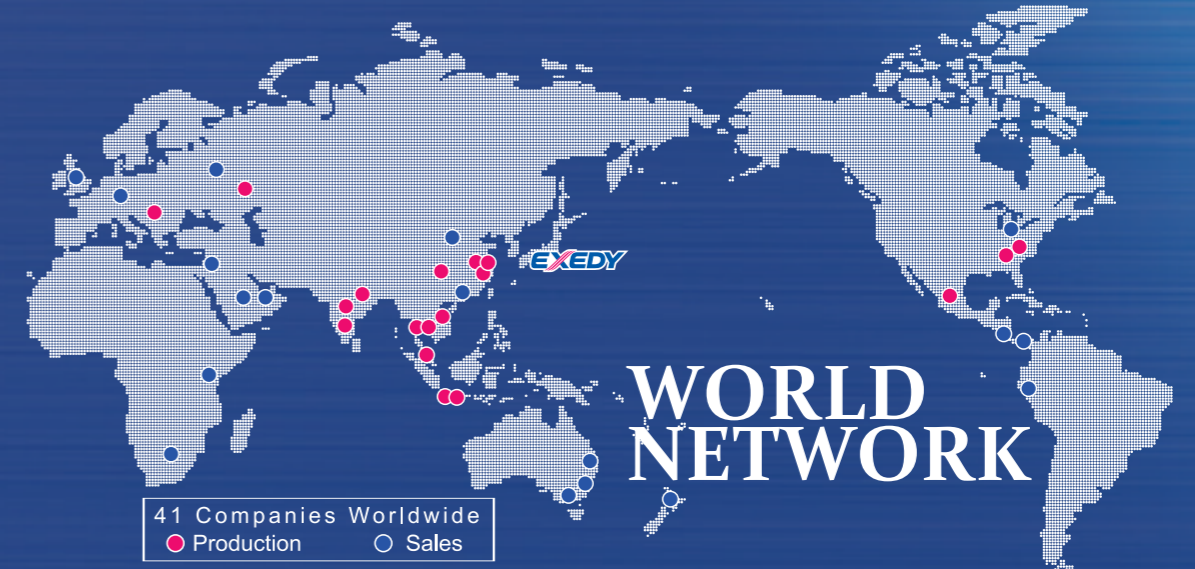 EXEDY
WORLD
NETWORK
41 Companies Worldwide
Production
Sales